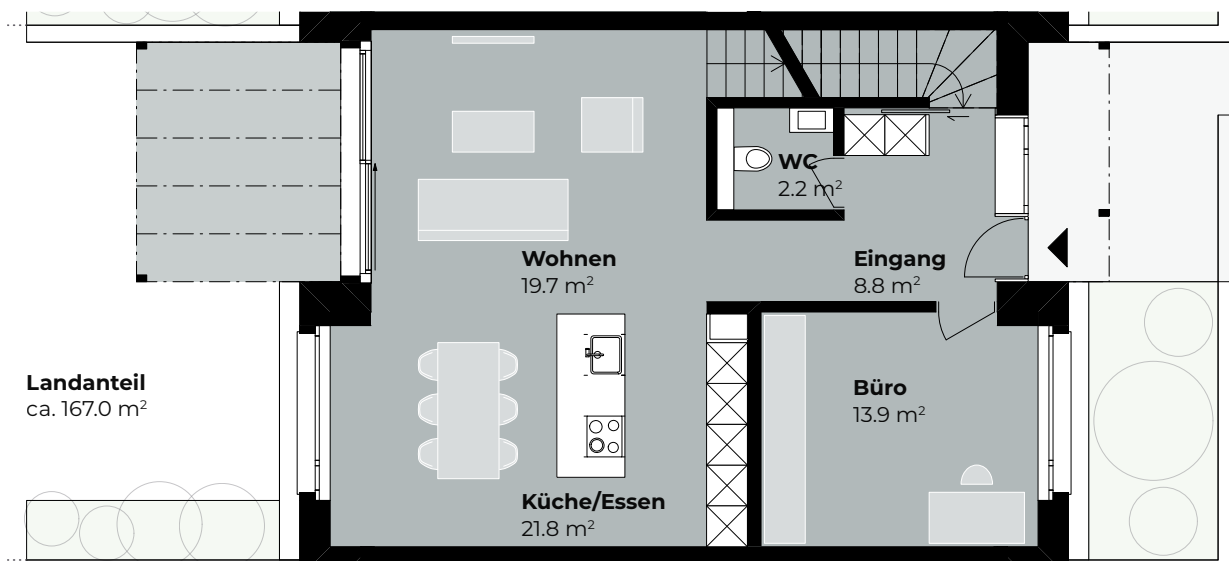 WC
2.2 m²
Wohnen
19.7 m²
Eingang
8.8 m²
Landanteil
ca. 167.0 m²
Büro
13.9 m²
Küche/Essen
21.8 m²